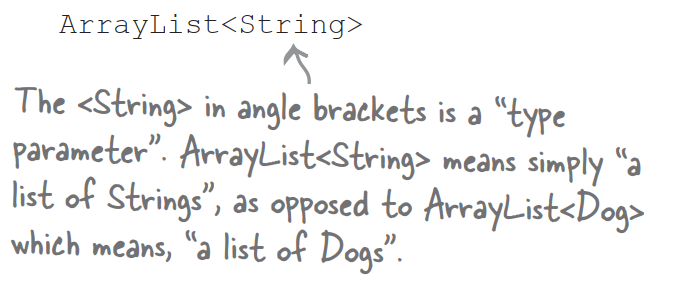 ArrayList<String>
The <String> in angle brackets is a “type
parameter”. ArrayList<String> means simply “a
list of Strings”, as opposed to ArrayList<Dog>
which means, “a list of Dogs”.